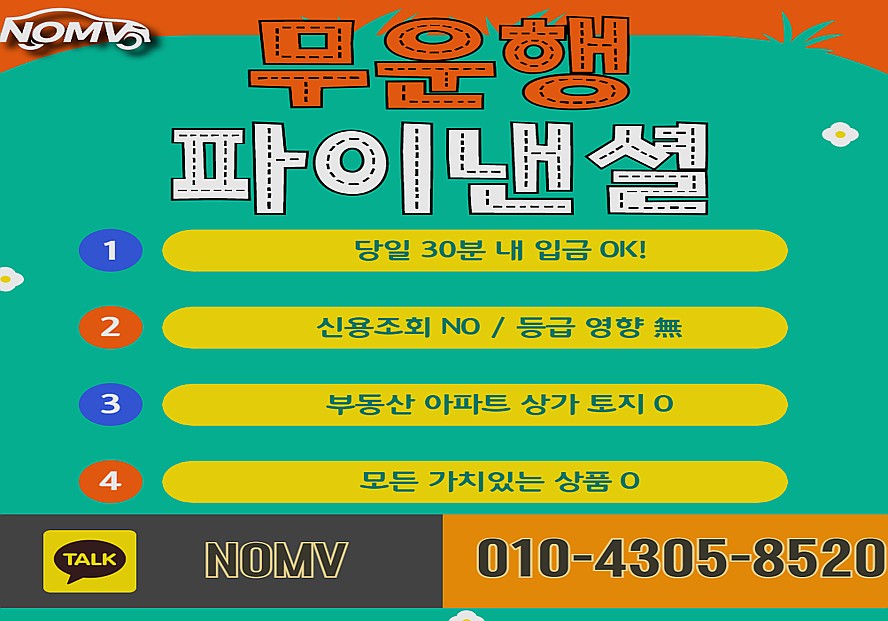 NOMV
무운행
파이낸셜
1 당일 30분 내 입금 OK!
2 신용조회 NO / 등급 영향 無
3 부동산 아파트 상가 토지 O
4 모든 가치있는 상품 O
TALK NOMV 010-4305-8520